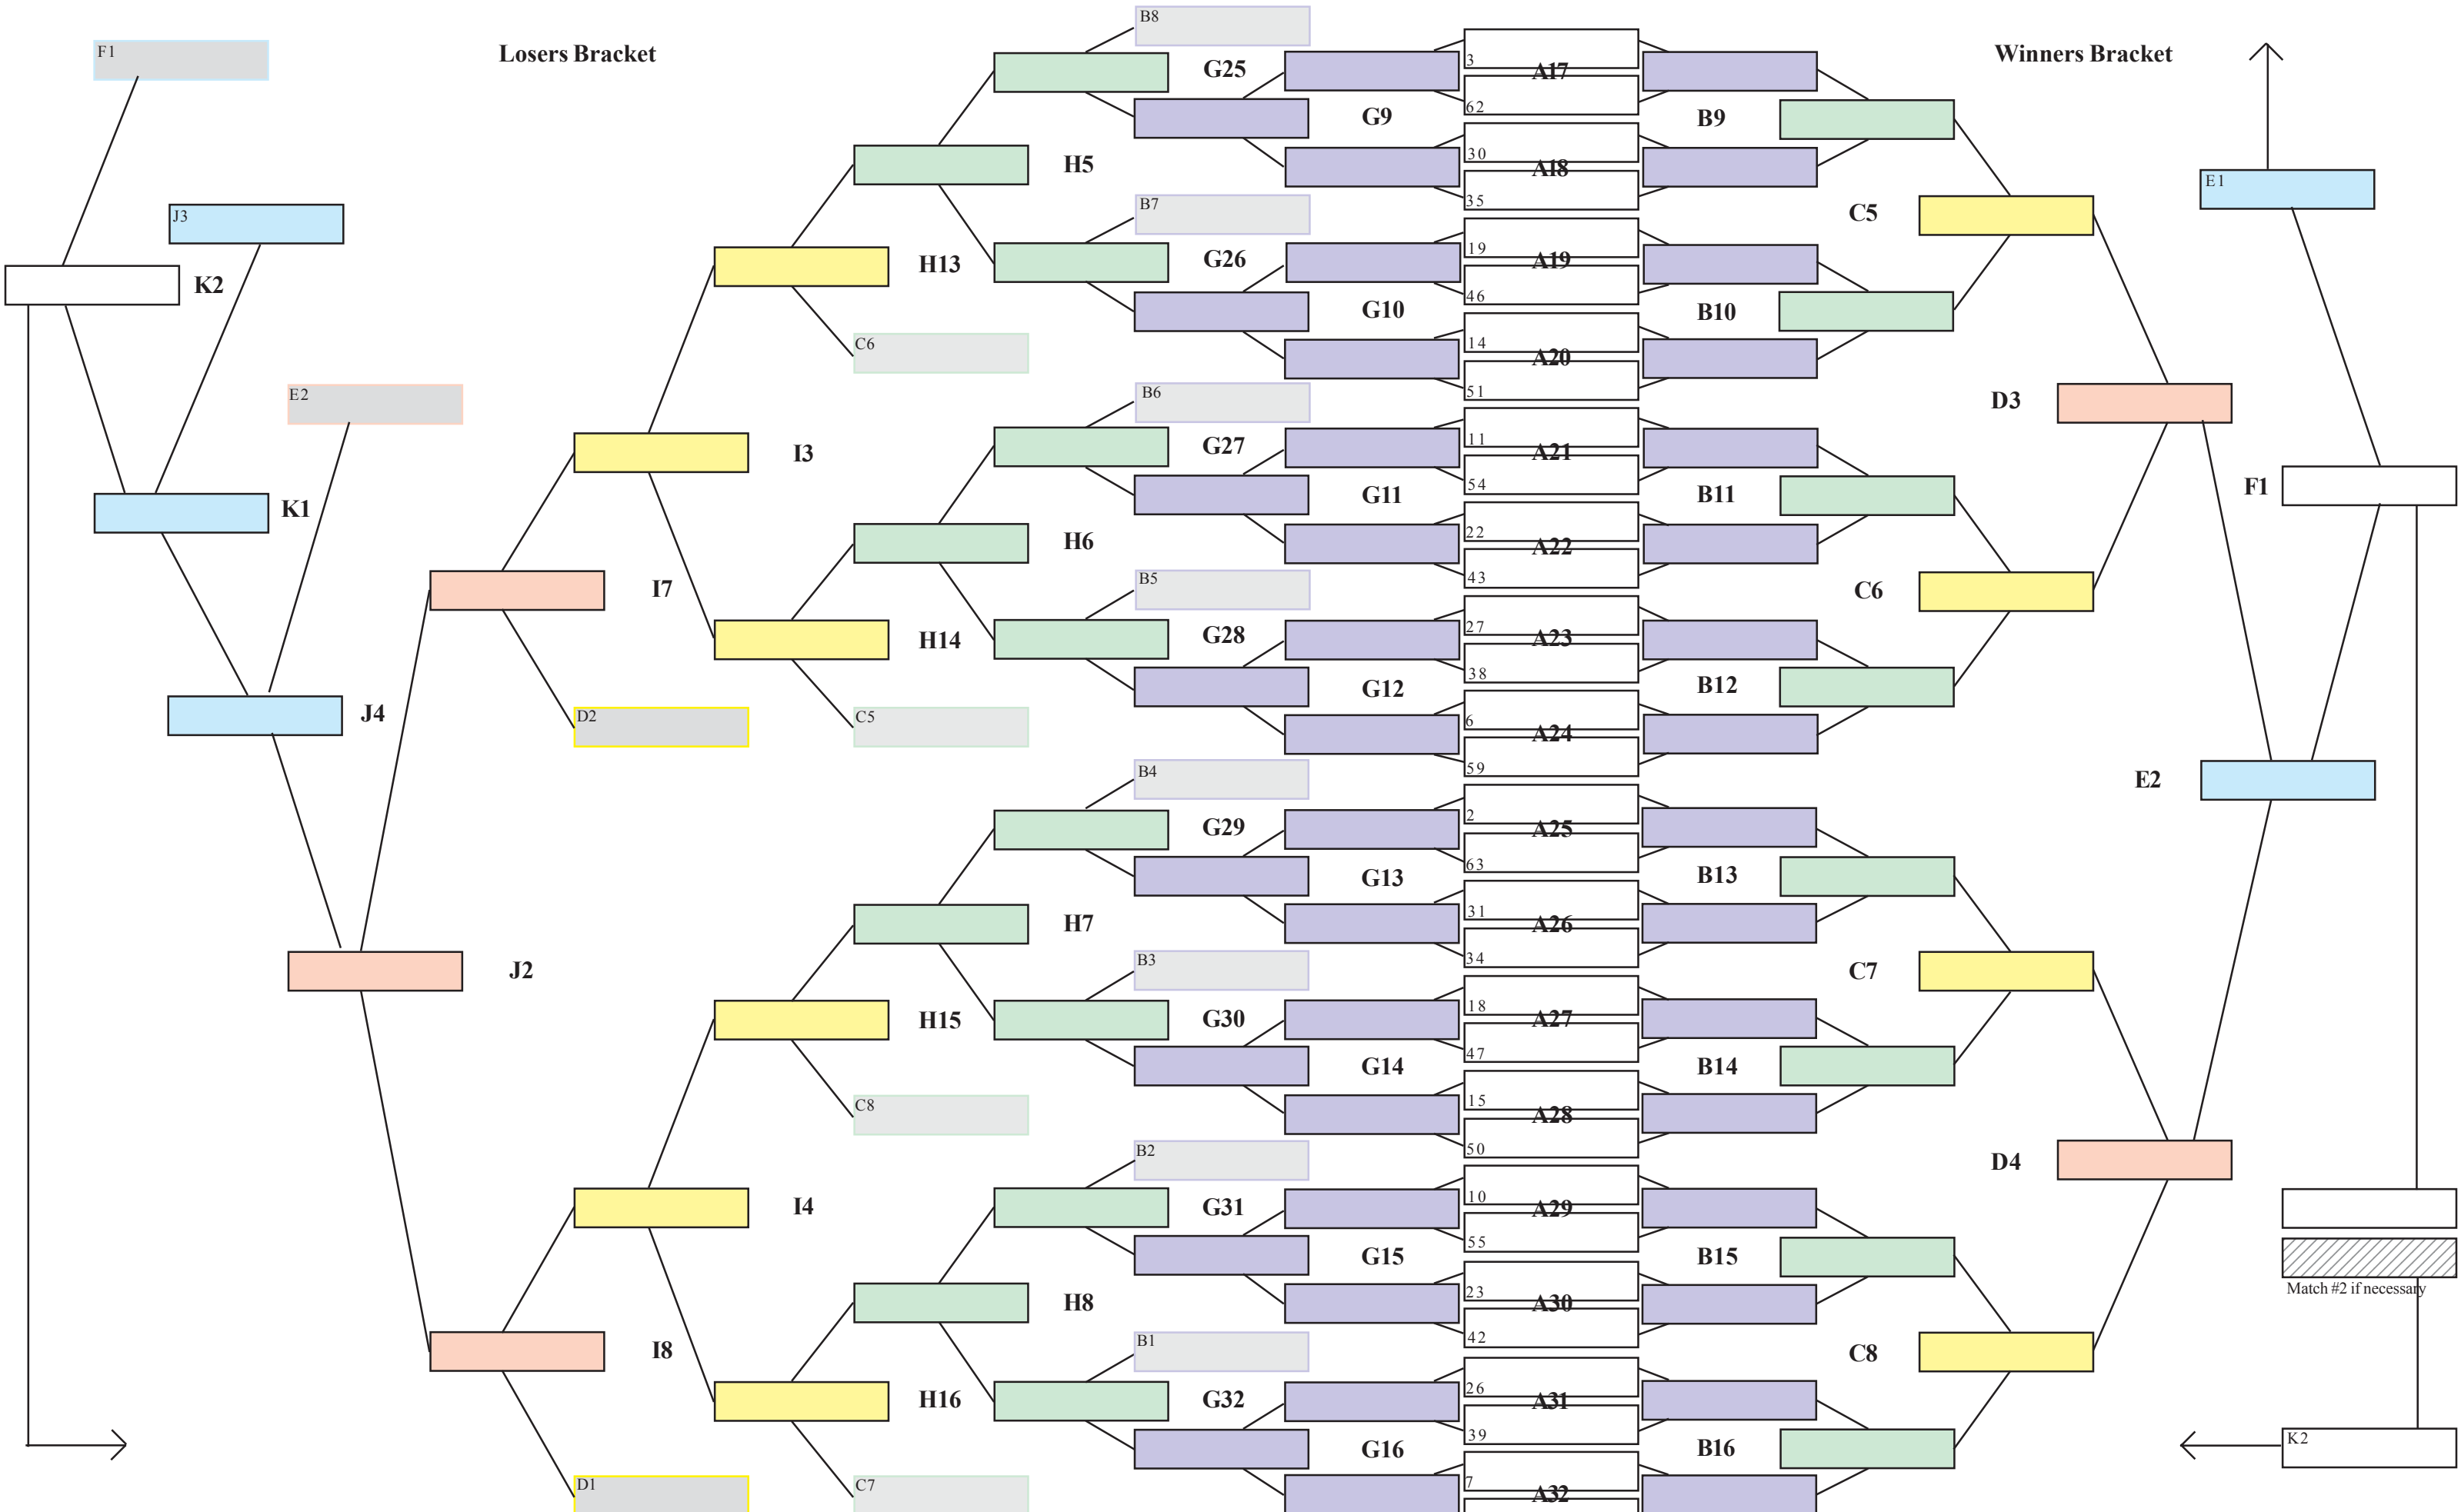 B8
F1
Losers Bracket
Winners Bracket
G25
3
A17
62
G9
B9
30
A18
35
H5
E1
B7
J3
C5
19
A19
46
G26
H13
K2
G10
B10
14
A20
51
C6
B6
E2
D3
11
A21
54
G27
I3
G11
B11
F1
K1
22
A22
43
H6
B5
I7
C6
27
A23
38
G28
H14
G12
B12
6
A24
59
J4
D2
C5
B4
E2
2
A25
63
G29
G13
B13
31
A26
34
H7
B3
J2
C7
18
A27
47
G30
H15
G14
B14
15
A28
50
C8
B2
D4
10
A29
55
G31
I4
G15
B15
23
A30
42
Match #2 if necessary
H8
B1
I8
C8
26
A31
39
G32
H16
G16
B16
K2
7
A32
D1
C7